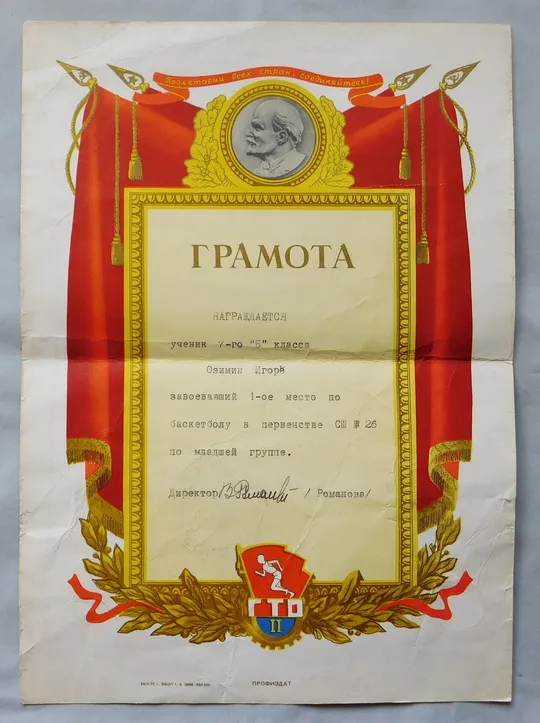 Пролетарии всех стран, соединяйтесь!
ГРАМОТА
НАГРАЖДАЕТСЯ
ученик 7-го "Б" класса
Озимин Игорь
завоевавший 1-ое место по
баскетболу в первенстве СШ № 26
по младшей группе.
Директор / Романова/
ГТО
II
ПРОФИЗДАТ